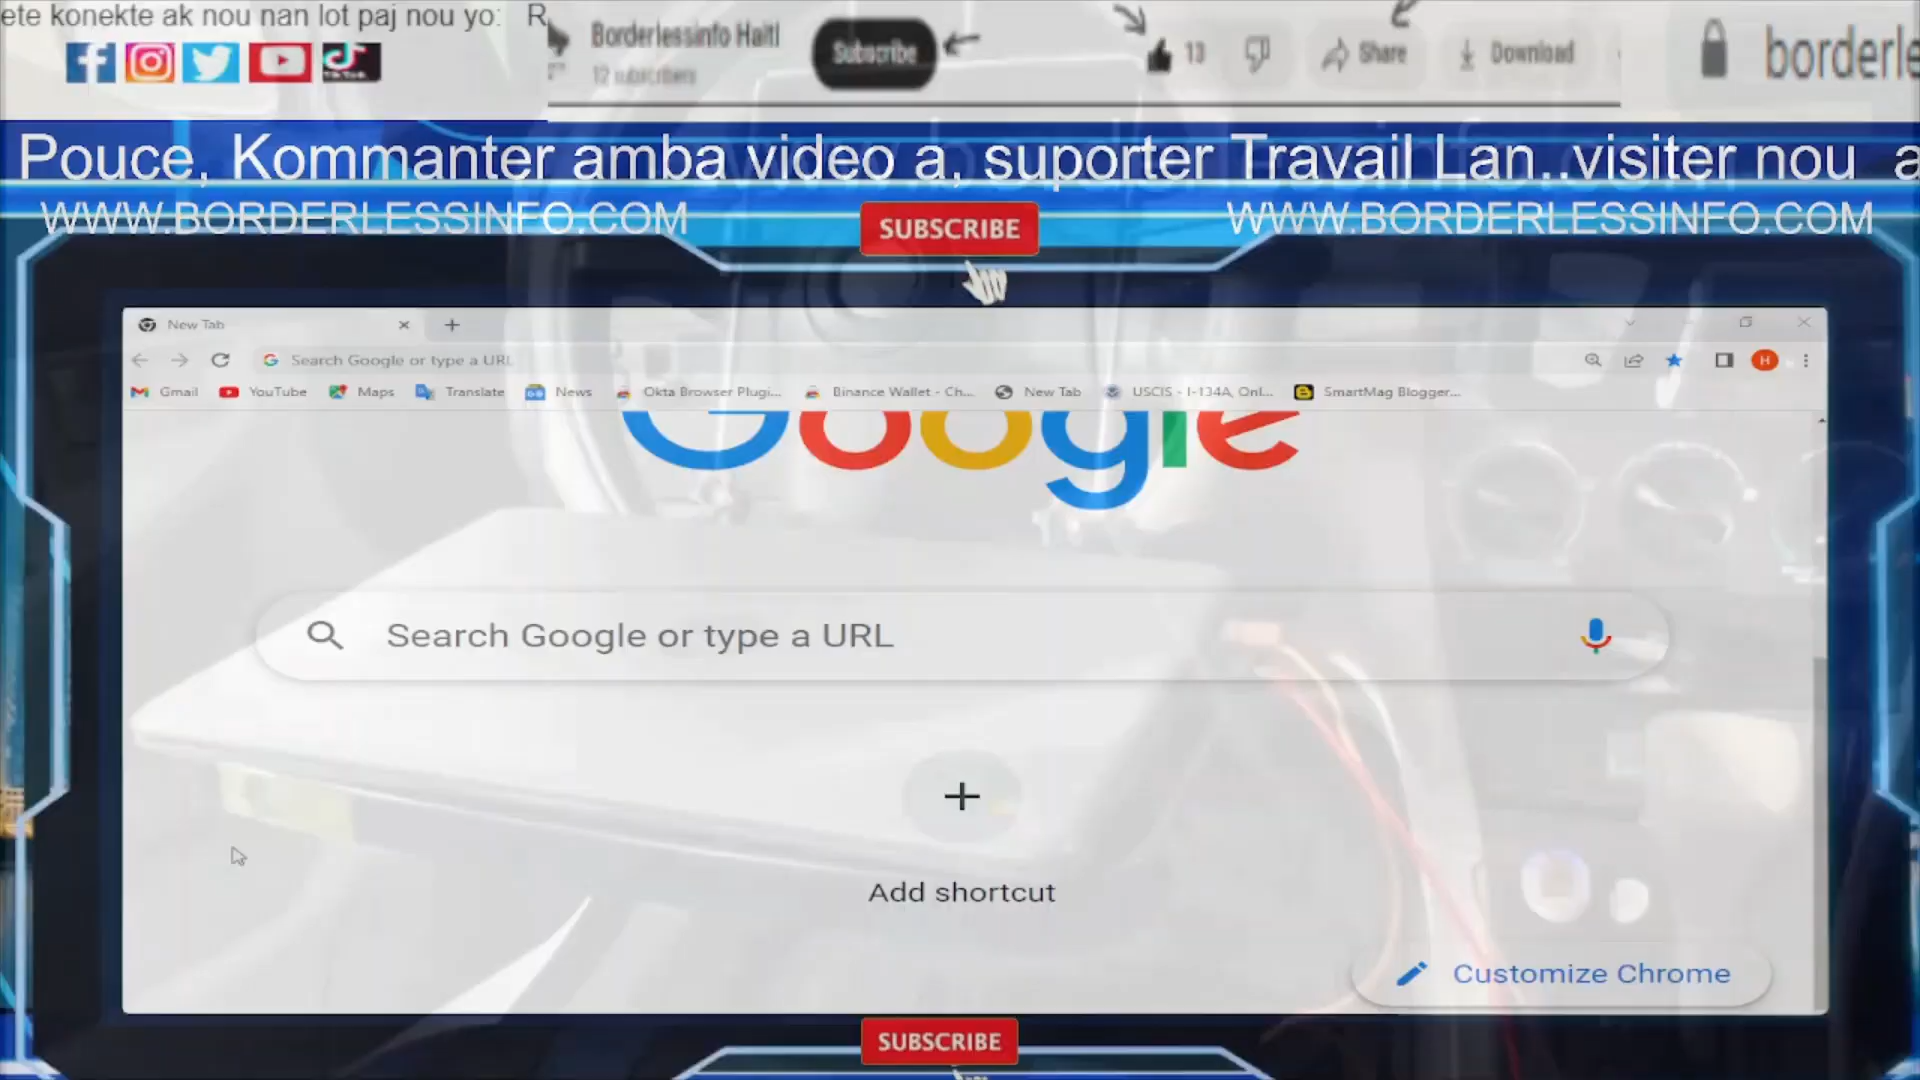 ete konekte ak nou nan lot paj nou yo: R
Borderlessinfo Haiti
12 subscribers
Subscribe
13
Share
Download
borderle
Pouce, Kommanter amba video a, suporter Travail Lan..visiter nou a
WWW.BORDERLESSINFO.COM
SUBSCRIBE
WWW.BORDERLESSINFO.COM
New Tab
Search Google or type a URL
H
Gmail
YouTube
Maps
Translate
News
Okta Browser Plugi...
Binance Wallet - Ch...
New Tab
USCIS - I-134A, Onl...
SmartMag Blogger...
Google
Search Google or type a URL
Add shortcut
Customize Chrome
SUBSCRIBE